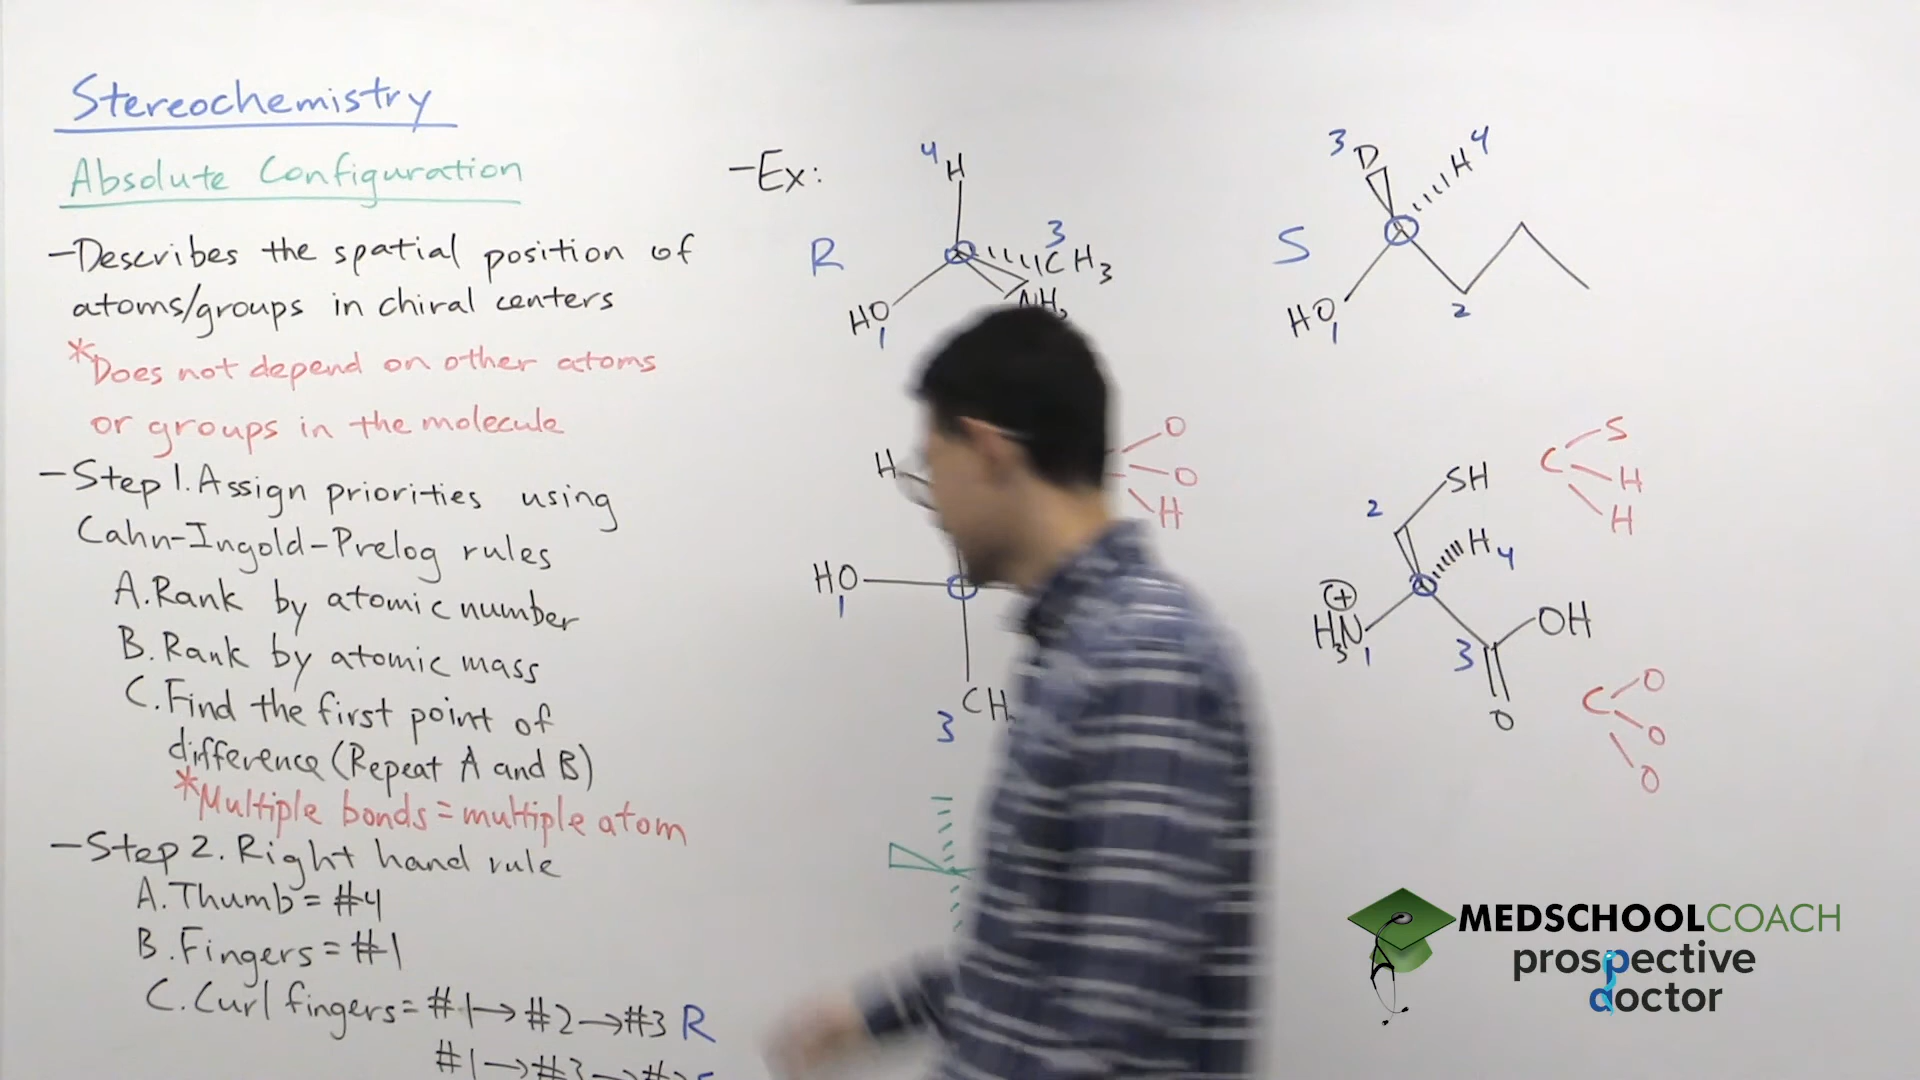 Stereochemistry
Absolute Configuration
-Describes the spatial position of
atoms/groups in chiral centers
*Does not depend on other atoms
or groups in the molecule
-Step 1. Assign priorities using
Cahn-Ingold-Prelog rules
A. Rank by atomic number
B. Rank by atomic mass
C. Find the first point of
difference (Repeat A and B)
*Multiple bonds = multiple atom
-Step 2. Right hand rule
A. Thumb = #4
B. Fingers = #1
C. Curl fingers = #1→#2→#3 R
#1→#3→#2 S
-Ex:
4
H
R
3
CH3
HO
1
NH2
3
D
H 4
S
HO
1
2
H
O
O
H
HO
1
CH
3
2
SH
H 4
⊕
H3N
1
3
OH
O
C
S
H
H
C
O
O
O
MEDSCHOOLCOACH
prospective
doctor